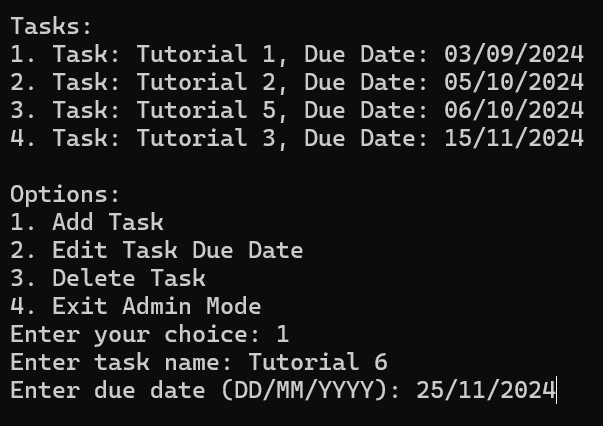 Tasks:
1. Task: Tutorial 1, Due Date: 03/09/2024
2. Task: Tutorial 2, Due Date: 05/10/2024
3. Task: Tutorial 5, Due Date: 06/10/2024
4. Task: Tutorial 3, Due Date: 15/11/2024
Options:
1. Add Task
2. Edit Task Due Date
3. Delete Task
4. Exit Admin Mode
Enter your choice: 1
Enter task name: Tutorial 6
Enter due date (DD/MM/YYYY): 25/11/2024